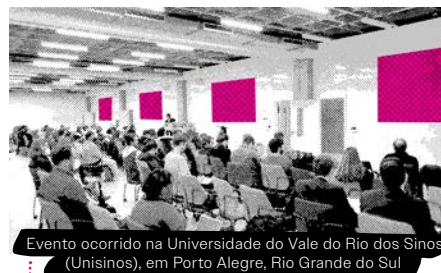 Evento ocorrido na Universidade do Vale do Rio dos Sinos
(Unisinos), em Porto Alegre, Rio Grande do Sul